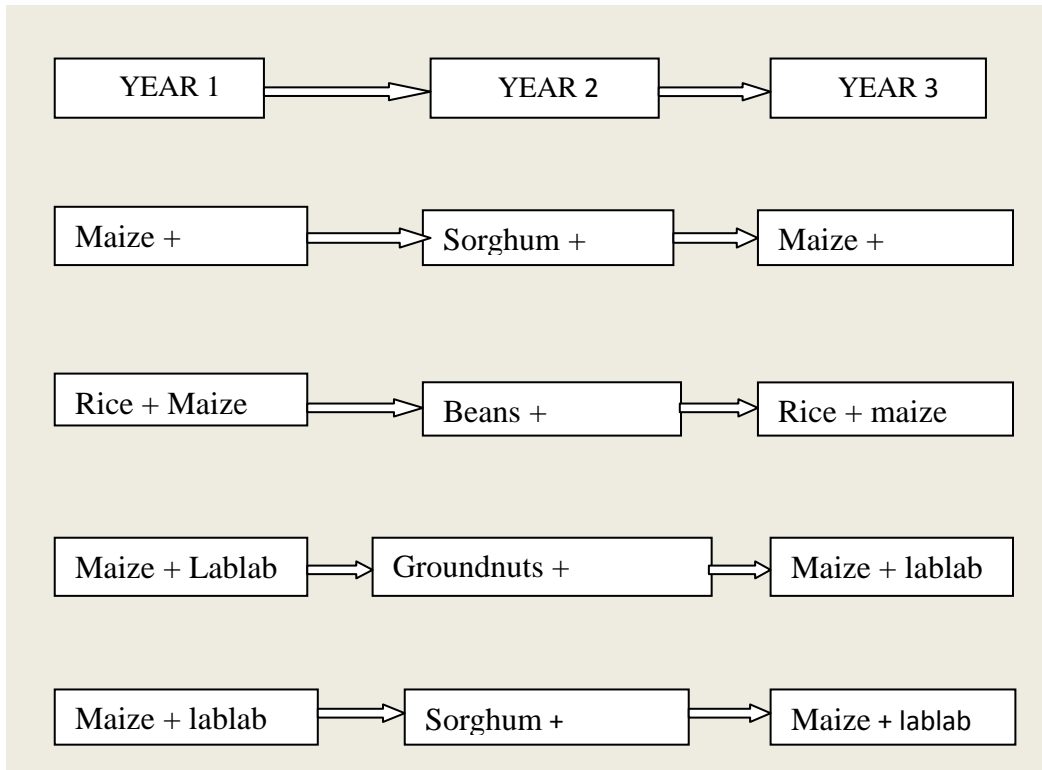 YEAR 1 YEAR 2 YEAR 3
Maize + Sorghum + Maize +
Rice + Maize Beans + Rice + maize
Maize + Lablab Groundnuts + Maize + lablab
Maize + lablab Sorghum + Maize + lablab